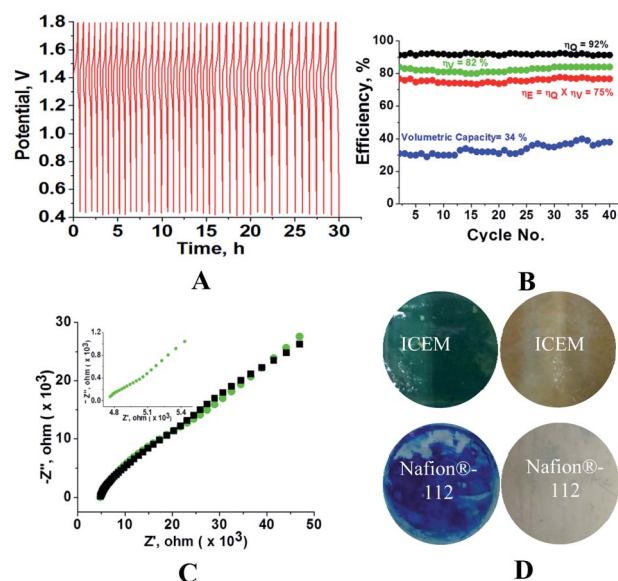 1.8
1.6
1.4
1.2
1.0
0.8
0.6
0.4
Potential, V
0 5 10 15 20 25 30
Time, h
A
100
80
60
40
20
0
Efficiency, %
ηQ = 92%
ηV = 82 %
ηE = ηQ X ηV = 75%
Volumetric Capacity= 34 %
5 10 15 20 25 30 35 40
Cycle No.
B
30
20
10
0
-Z'', ohm ( x 10³)
1.2
0.8
0.4
0.0
- Z'', ohm ( x 10³)
4.8 5.1 5.4
Z', ohm ( x 10³)
0 10 20 30 40 50
Z', ohm ( x 10³)
C
ICEM
ICEM
Nafion®-
112
Nafion®-
112
D